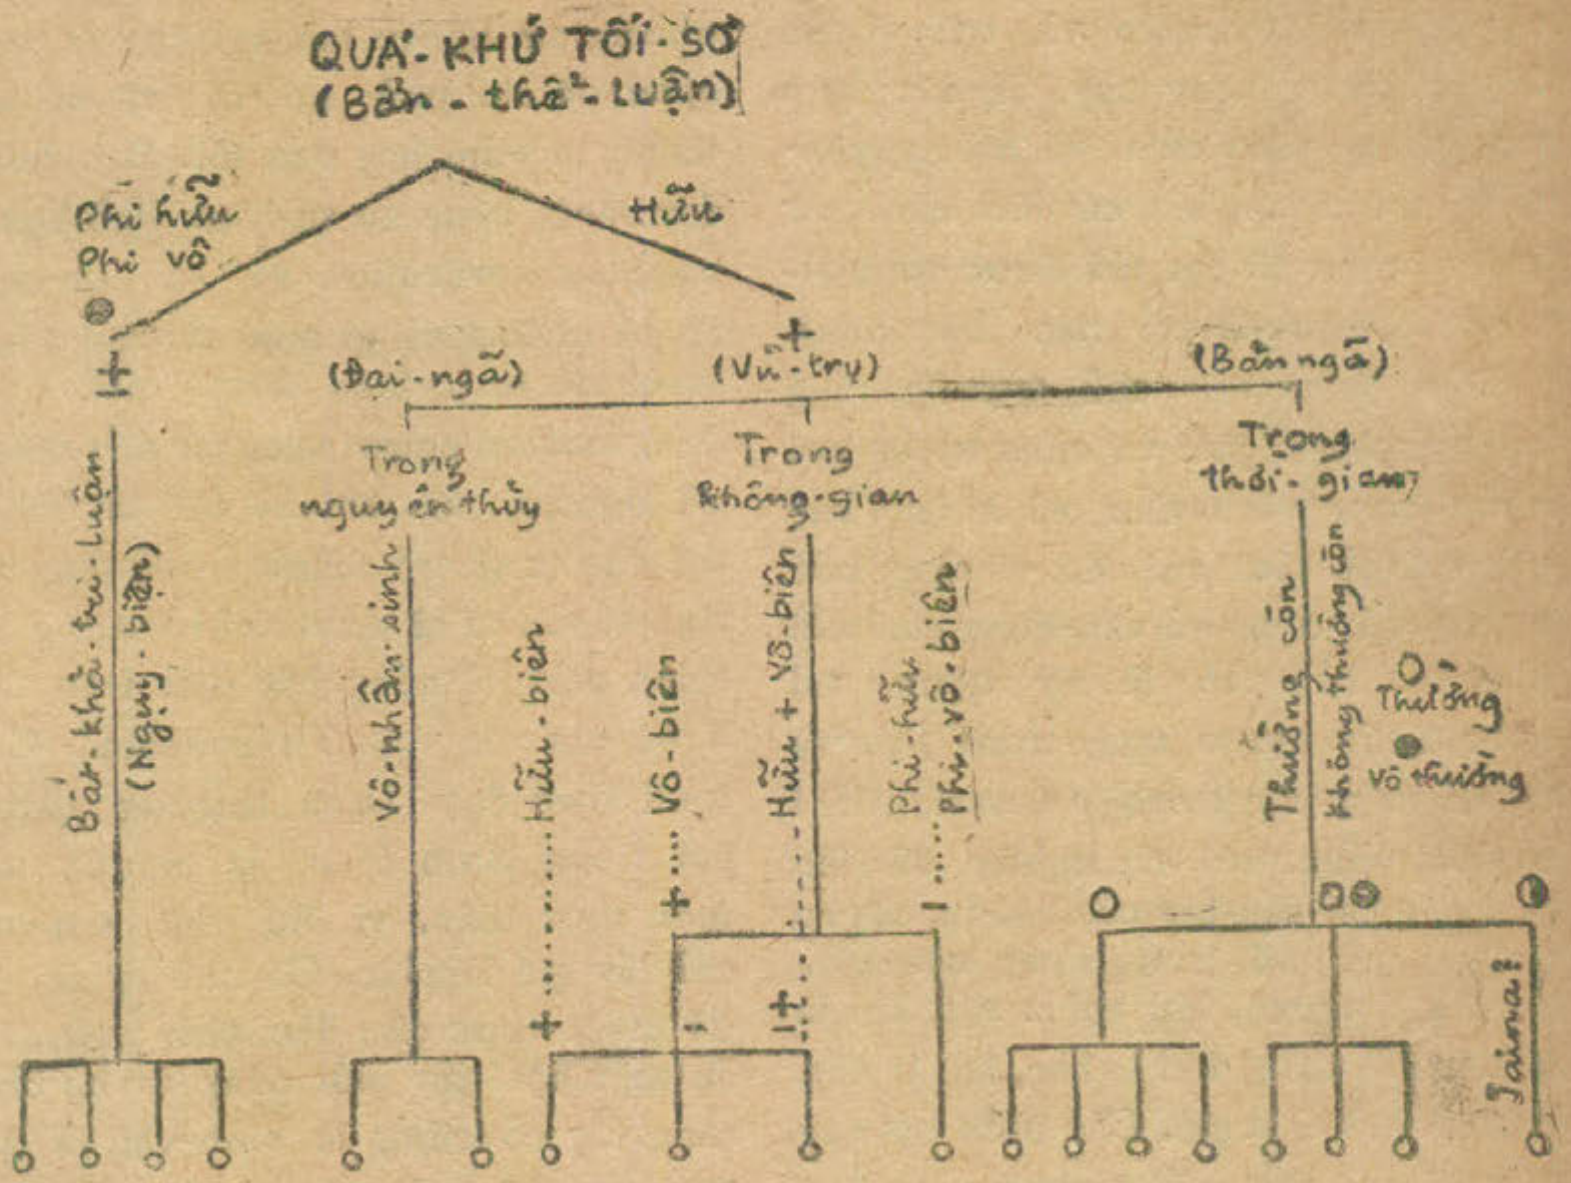 QUÁ-KHỨ TỐI-SƠ
(Bản-thể-luận)
Phi hữu
Phi vô
Hữu
(Đại-ngã)
(Vũ-trụ)
(Bản ngã)
Trong
nguyên thủy
Trong
không-gian
Trong
thời-gian
Bất-khả-tri-Luận
(Ngụy-biện)
Vô-nhân-sinh
Hữu-biên
Vô-biên
Hữu + Vô-biên
Phi-hữu
Phi-vô-biên
Thường còn
Không thường còn
Thường
Vô thường
Jaina?